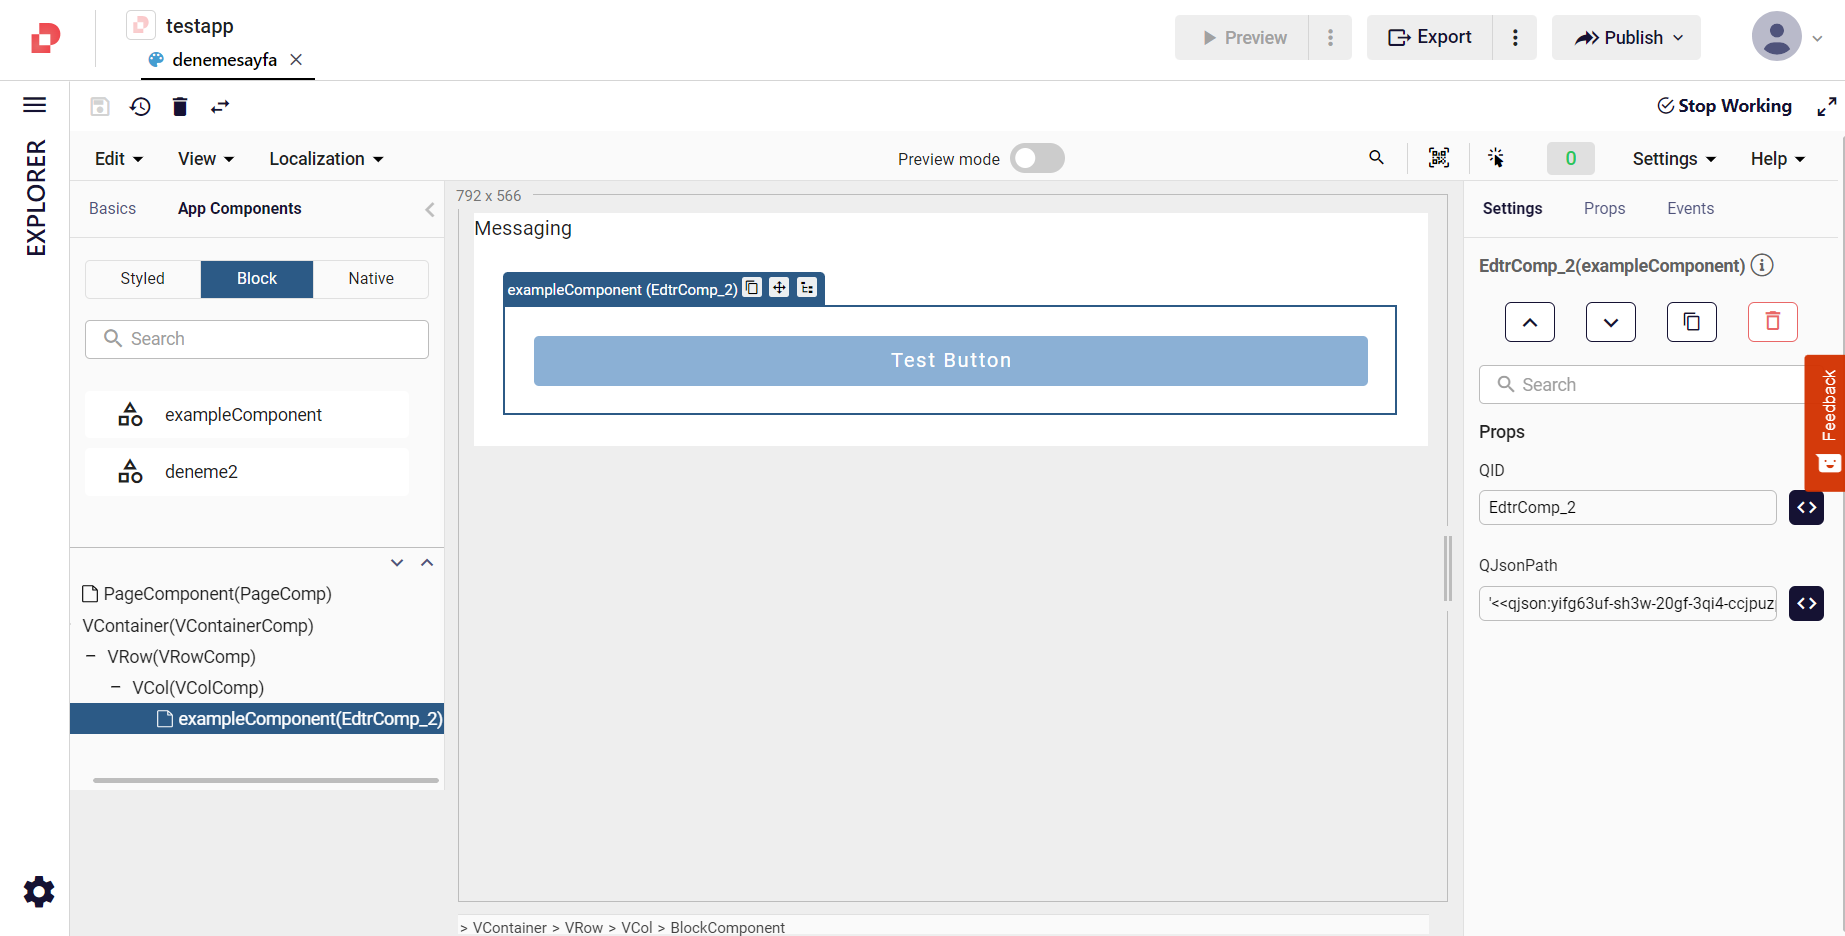 testapp
denemesayfa
Preview
Export
Publish
Stop Working
EXPLORER
Edit
View
Localization
Preview mode
0
Settings
Help
Basics
App Components
Styled
Block
Native
Search
exampleComponent
deneme2
PageComponent(PageComp)
VContainer(VContainerComp)
VRow(VRowComp)
VCol(VColComp)
exampleComponent(EdtrComp_2)
792 x 566
Messaging
exampleComponent (EdtrComp_2)
Test Button
> VContainer > VRow > VCol > BlockComponent
Settings
Props
Events
EdtrComp_2(exampleComponent)
Search
Feedback
Props
QID
EdtrComp_2
QJsonPath
'<<qjson:yifg63uf-sh3w-20gf-3qi4-ccjpuz